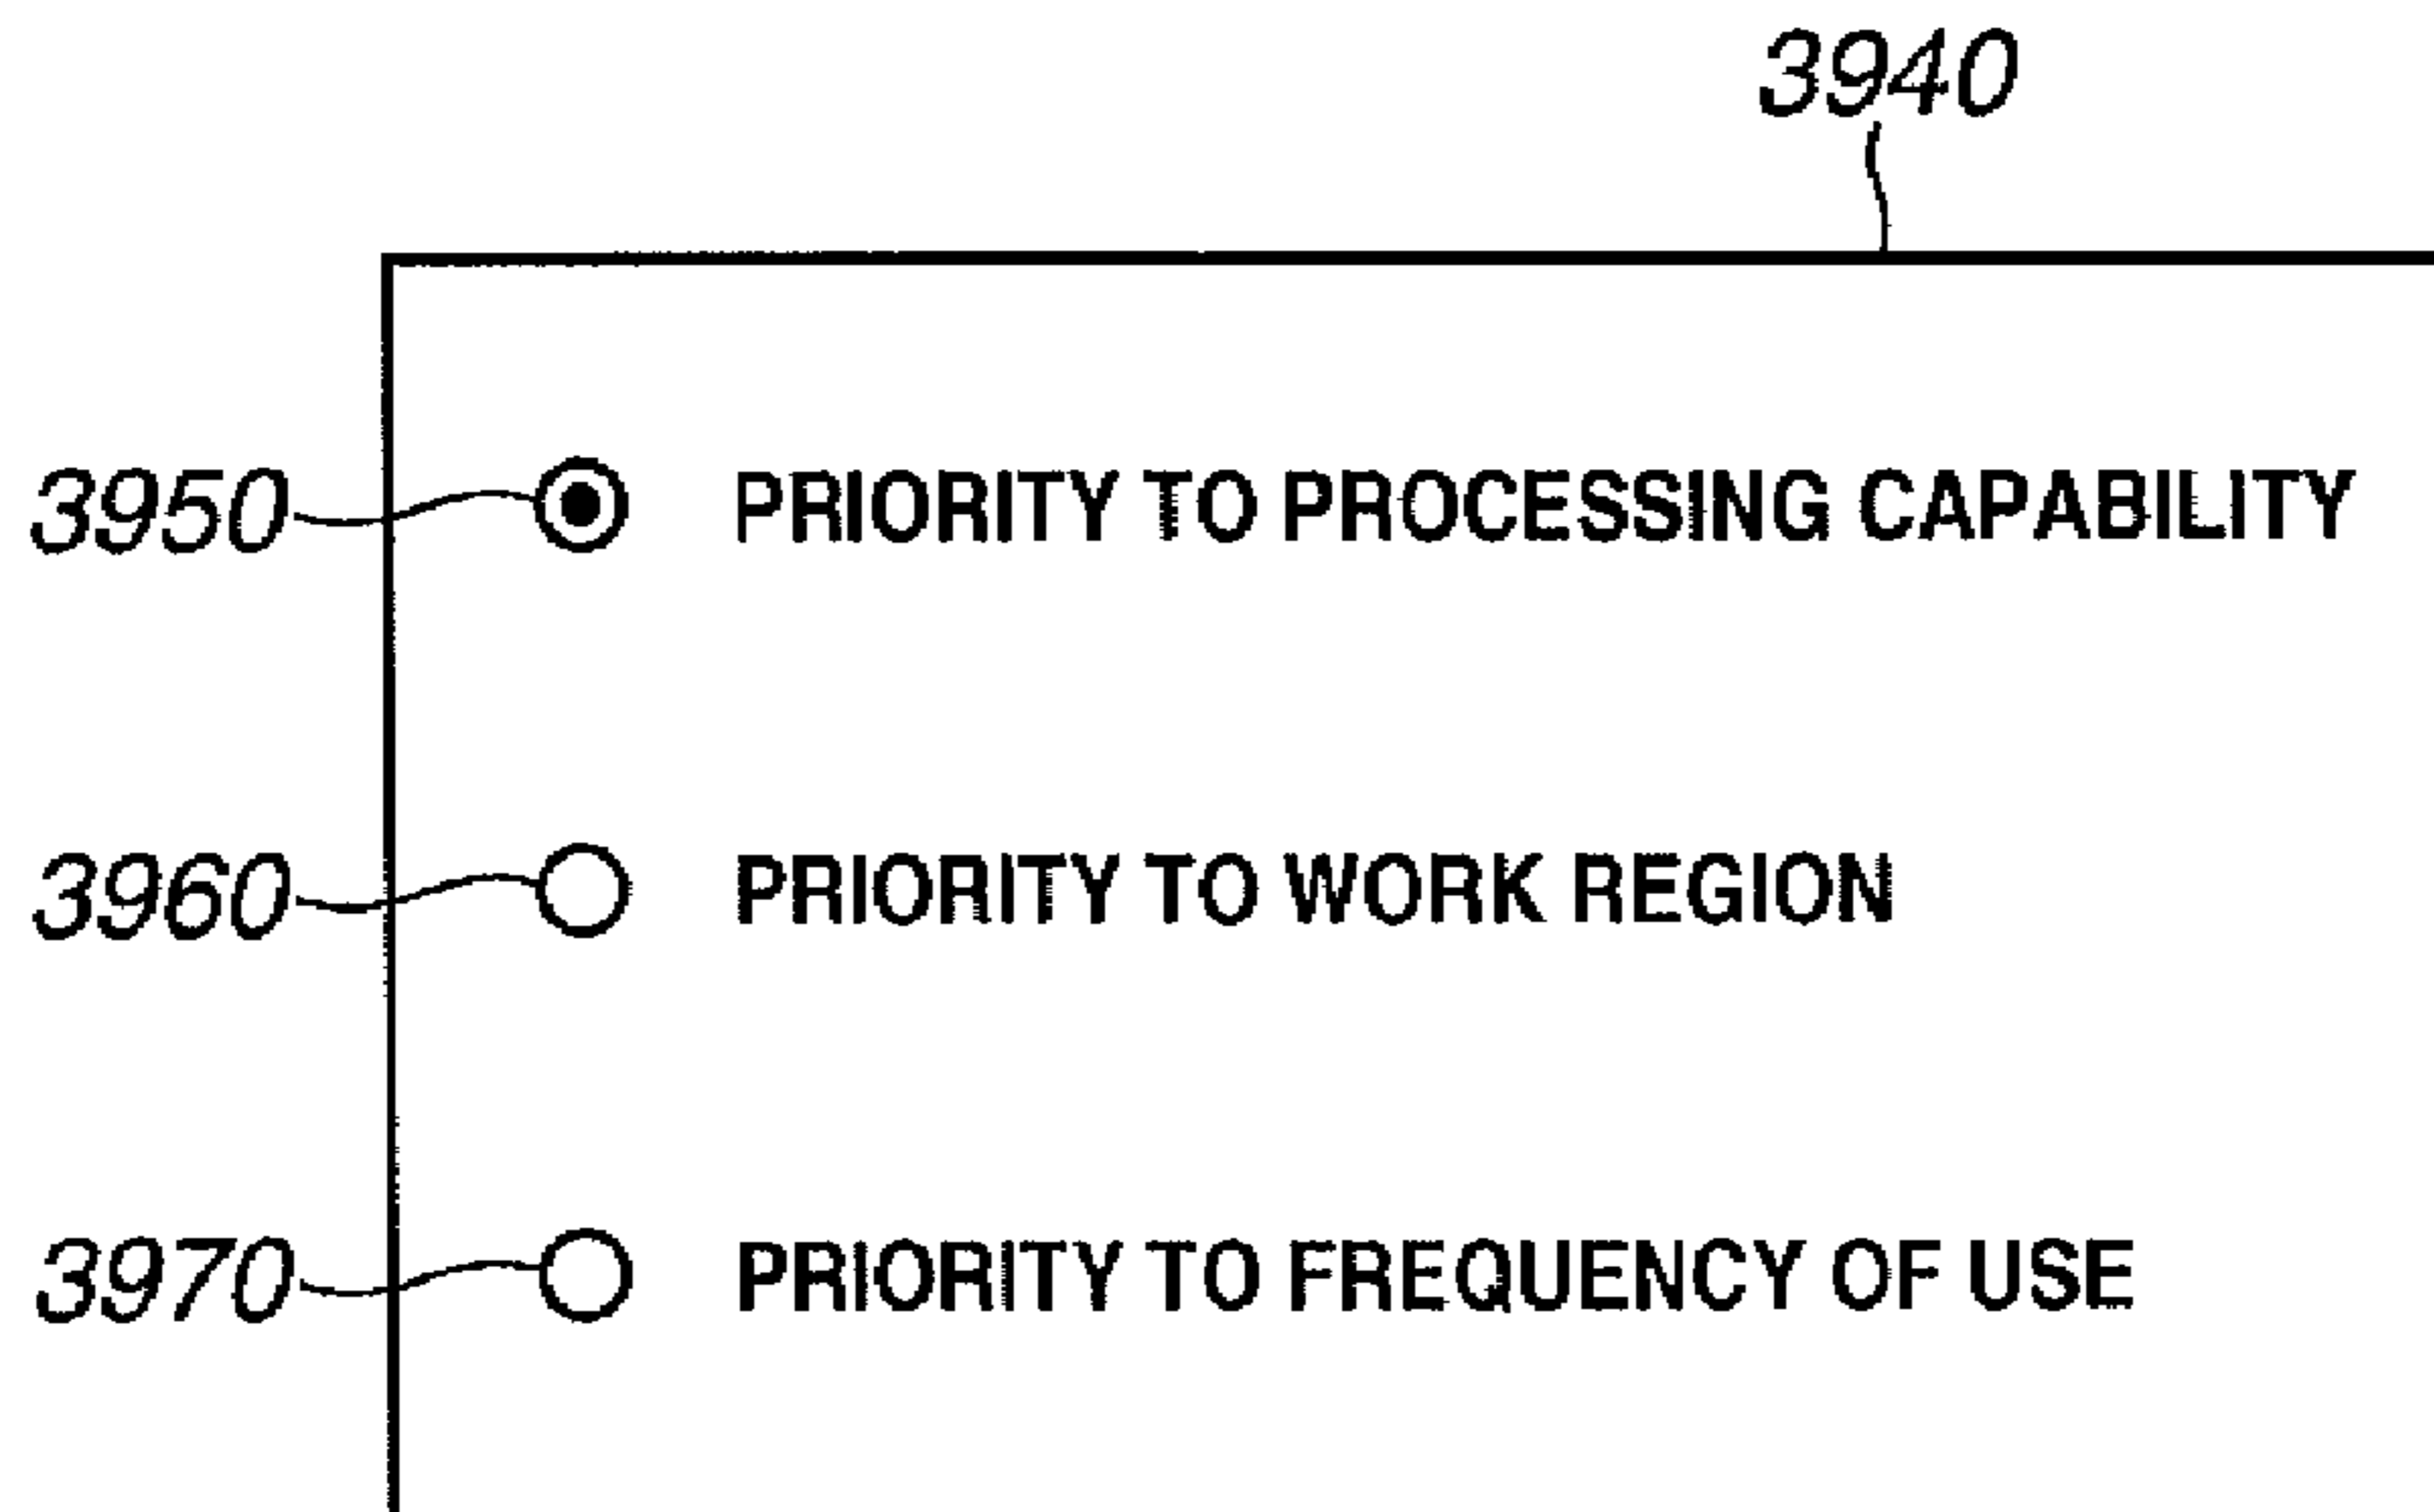 3940
3950 PRIORITY TO PROCESSING CAPABILITY
3960 PRIORITY TO WORK REGION
3970 PRIORITY TO FREQUENCY OF USE